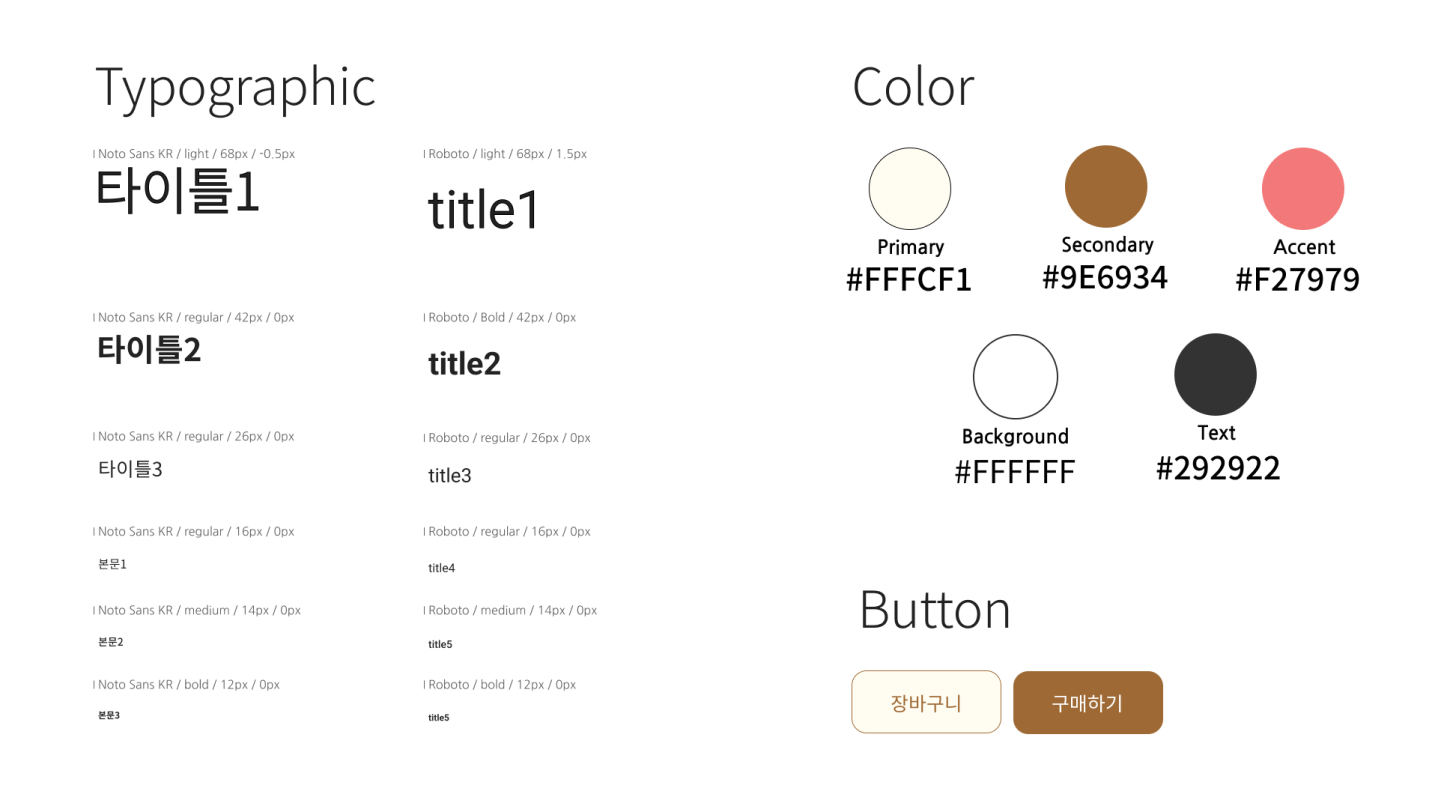 Typographic
I Noto Sans KR / light / 68px / -0.5px
타이틀1
I Noto Sans KR / regular / 42px / 0px
타이틀2
I Noto Sans KR / regular / 26px / 0px
타이틀3
I Noto Sans KR / regular / 16px / 0px
본문1
I Noto Sans KR / medium / 14px / 0px
본문2
I Noto Sans KR / bold / 12px / 0px
본문3
I Roboto / light / 68px / 1.5px
title1
I Roboto / Bold / 42px / 0px
title2
I Roboto / regular / 26px / 0px
title3
I Roboto / regular / 16px / 0px
title4
I Roboto / medium / 14px / 0px
title5
I Roboto / bold / 12px / 0px
title5
Color
Primary
#FFFCF1
Secondary
#9E6934
Accent
#F27979
Background
#FFFFFF
Text
#292922
Button
장바구니
구매하기